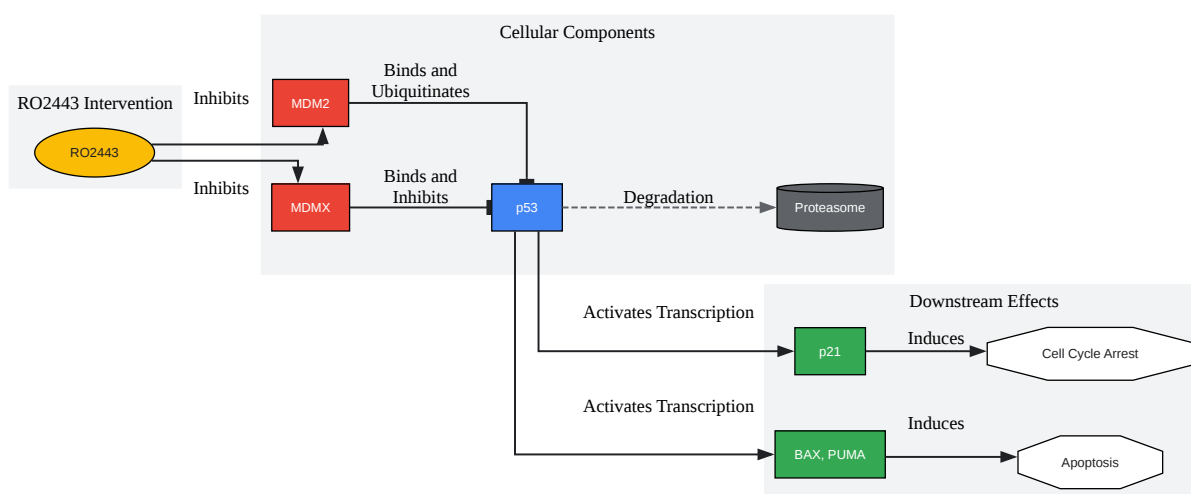 Cellular Components
RO2443 Intervention
RO2443
Inhibits
Inhibits
MDM2
Binds and
Ubiquitinates
MDMX
Binds and
Inhibits
p53
Degradation
Proteasome
Downstream Effects
Activates Transcription
p21
Induces
Cell Cycle Arrest
Activates Transcription
BAX, PUMA
Induces
Apoptosis